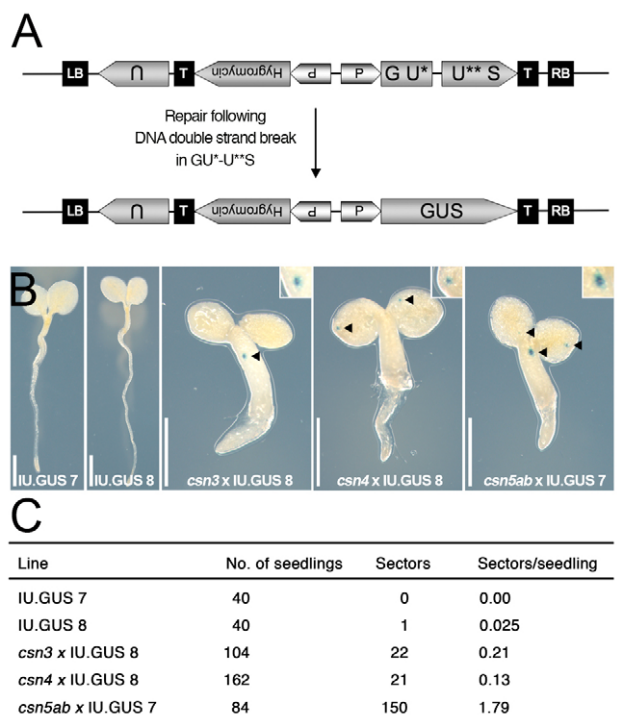 A
LB U T Hygromycin P P G U* U** S T RB
Repair following
DNA double strand break
in GU*-U**S
LB U T Hygromycin P P GUS T RB
B
IU.GUS 7 IU.GUS 8 csn3 x IU.GUS 8 csn4 x IU.GUS 8 csn5ab x IU.GUS 7
C
Line No. of seedlings Sectors Sectors/seedling
IU.GUS 7 40 0 0.00
IU.GUS 8 40 1 0.025
csn3 x IU.GUS 8 104 22 0.21
csn4 x IU.GUS 8 162 21 0.13
csn5ab x IU.GUS 7 84 150 1.79